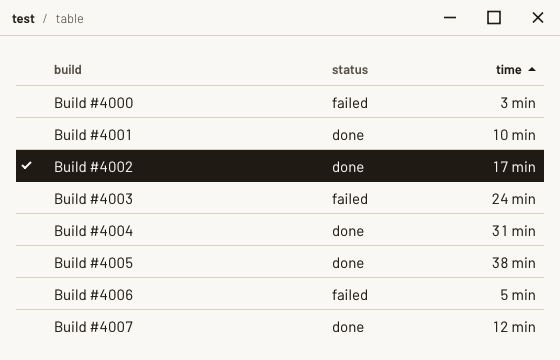 test / table
build status time
Build #4000 failed 3 min
Build #4001 done 10 min
Build #4002 done 17 min
Build #4003 failed 24 min
Build #4004 done 31 min
Build #4005 done 38 min
Build #4006 failed 5 min
Build #4007 done 12 min